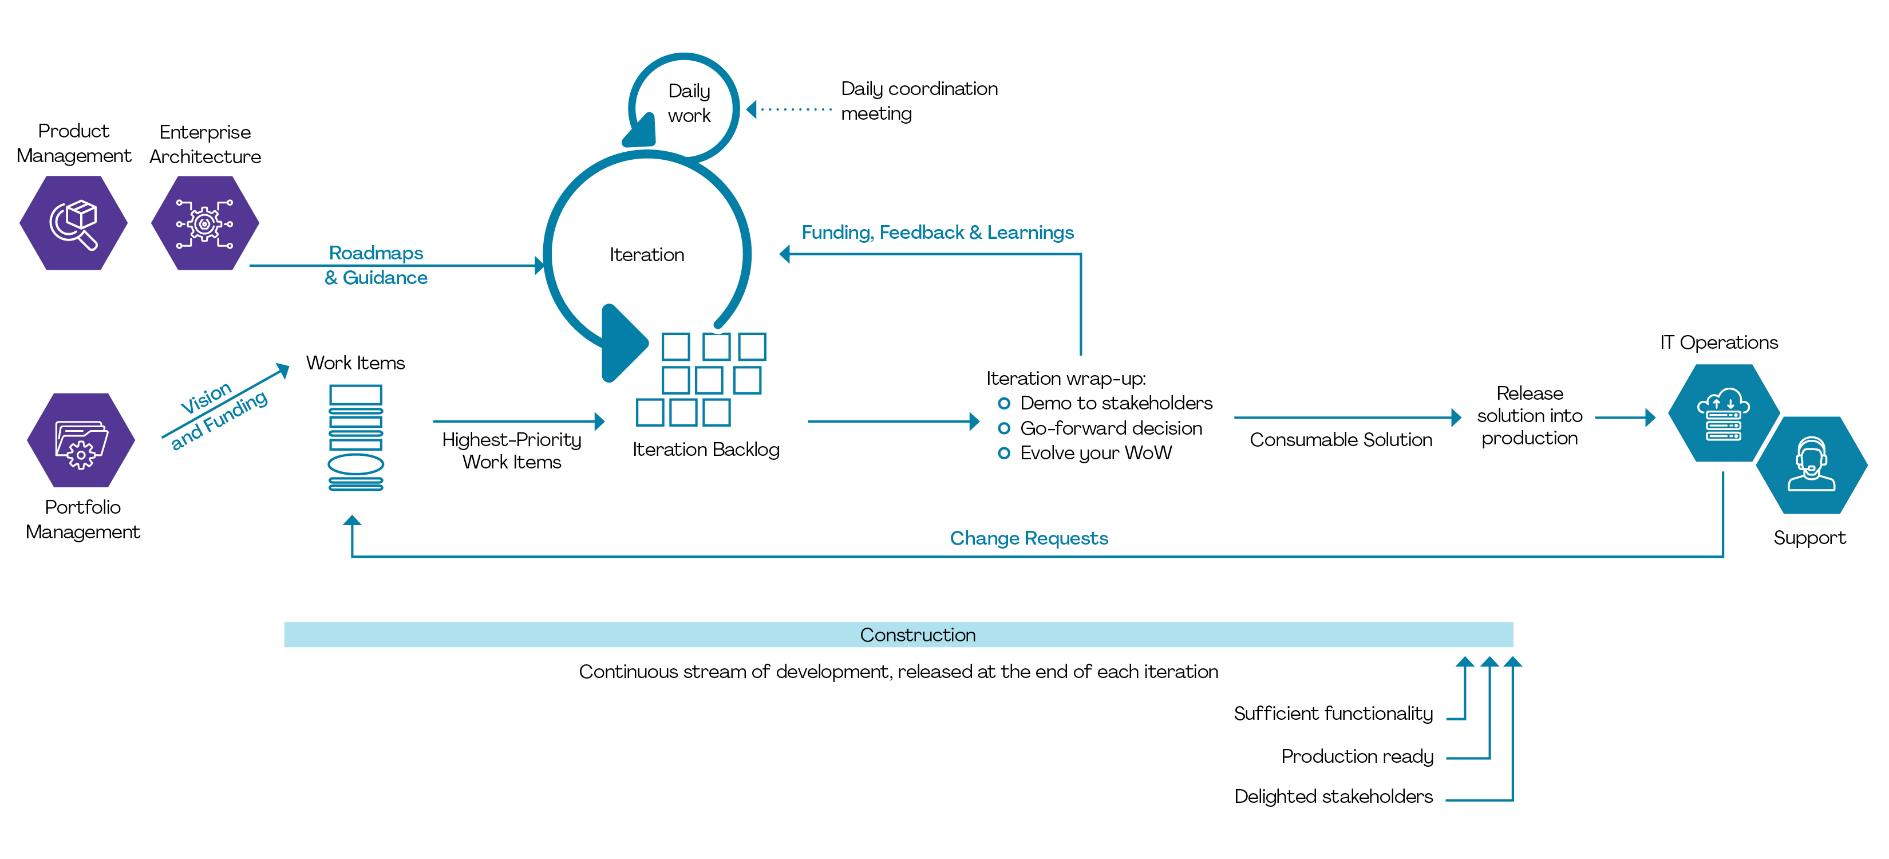 Daily
work
Daily coordination
meeting
Product
Management
Enterprise
Architecture
Roadmaps
& Guidance
Iteration
Funding, Feedback & Learnings
Vision
and Funding
Portfolio
Management
Work Items
Highest-Priority
Work Items
Iteration Backlog
Iteration wrap-up:
Demo to stakeholders
Go-forward decision
Evolve your WoW
Consumable Solution
Release
solution into
production
IT Operations
Support
Change Requests
Construction
Continuous stream of development, released at the end of each iteration
Sufficient functionality
Production ready
Delighted stakeholders